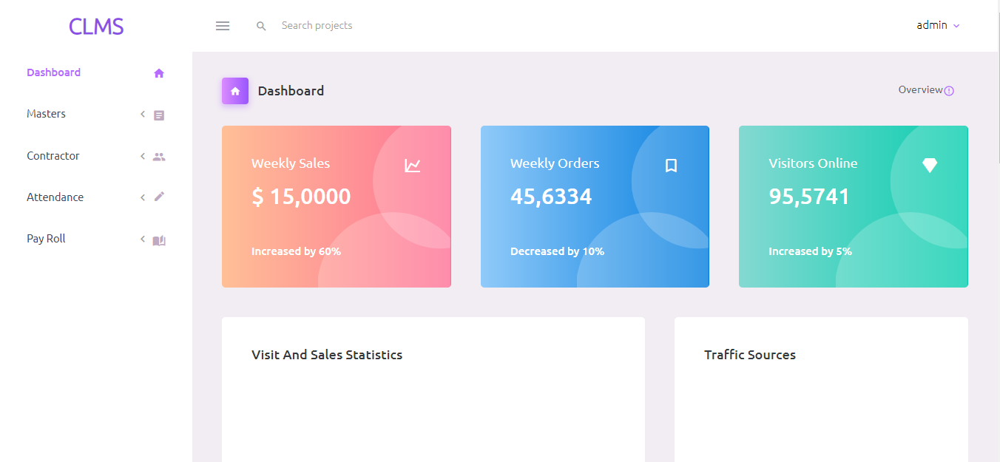 CLMS
Search projects
admin
Dashboard
Masters
Contractor
Attendance
Pay Roll
Dashboard
Overview
Weekly Sales
$ 15,0000
Increased by 60%
Weekly Orders
45,6334
Decreased by 10%
Visitors Online
95,5741
Increased by 5%
Visit And Sales Statistics
Traffic Sources